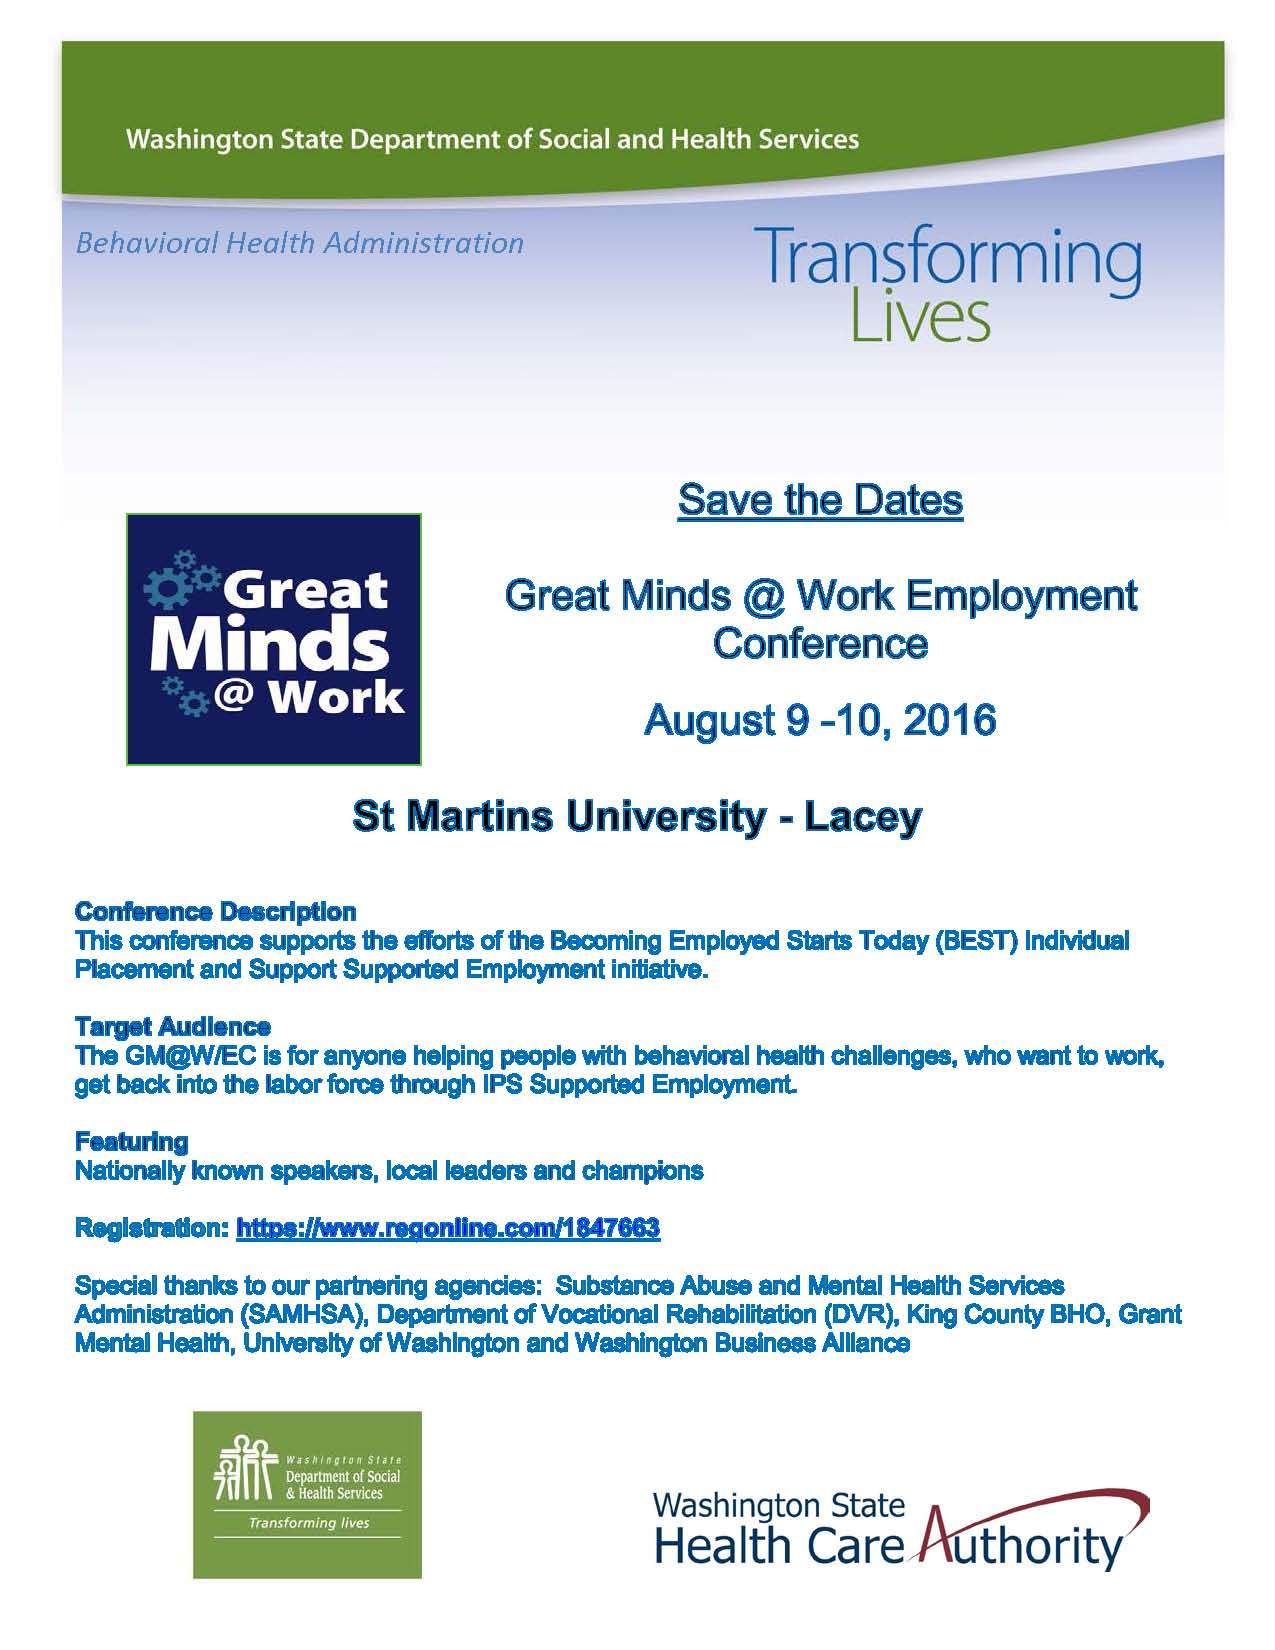 Washington State Department of Social and Health Services
Behavioral Health Administration
Transforming
Lives
Save the Dates
Great
Minds
@ Work
Great Minds @ Work Employment
Conference
August 9 -10, 2016
St Martins University - Lacey
Conference Description
This conference supports the efforts of the Becoming Employed Starts Today (BEST) Individual
Placement and Support Supported Employment initiative.
Target Audience
The GM@W/EC is for anyone helping people with behavioral health challenges, who want to work,
get back into the labor force through IPS Supported Employment.
Featuring
Nationally known speakers, local leaders and champions
Registration: https://www.regonline.com/1847663
Special thanks to our partnering agencies:  Substance Abuse and Mental Health Services
Administration (SAMHSA), Department of Vocational Rehabilitation (DVR), King County BHO, Grant
Mental Health, University of Washington and Washington Business Alliance
Washington State
Department of Social
& Health Services
Transforming lives
Washington State
Health Care Authority